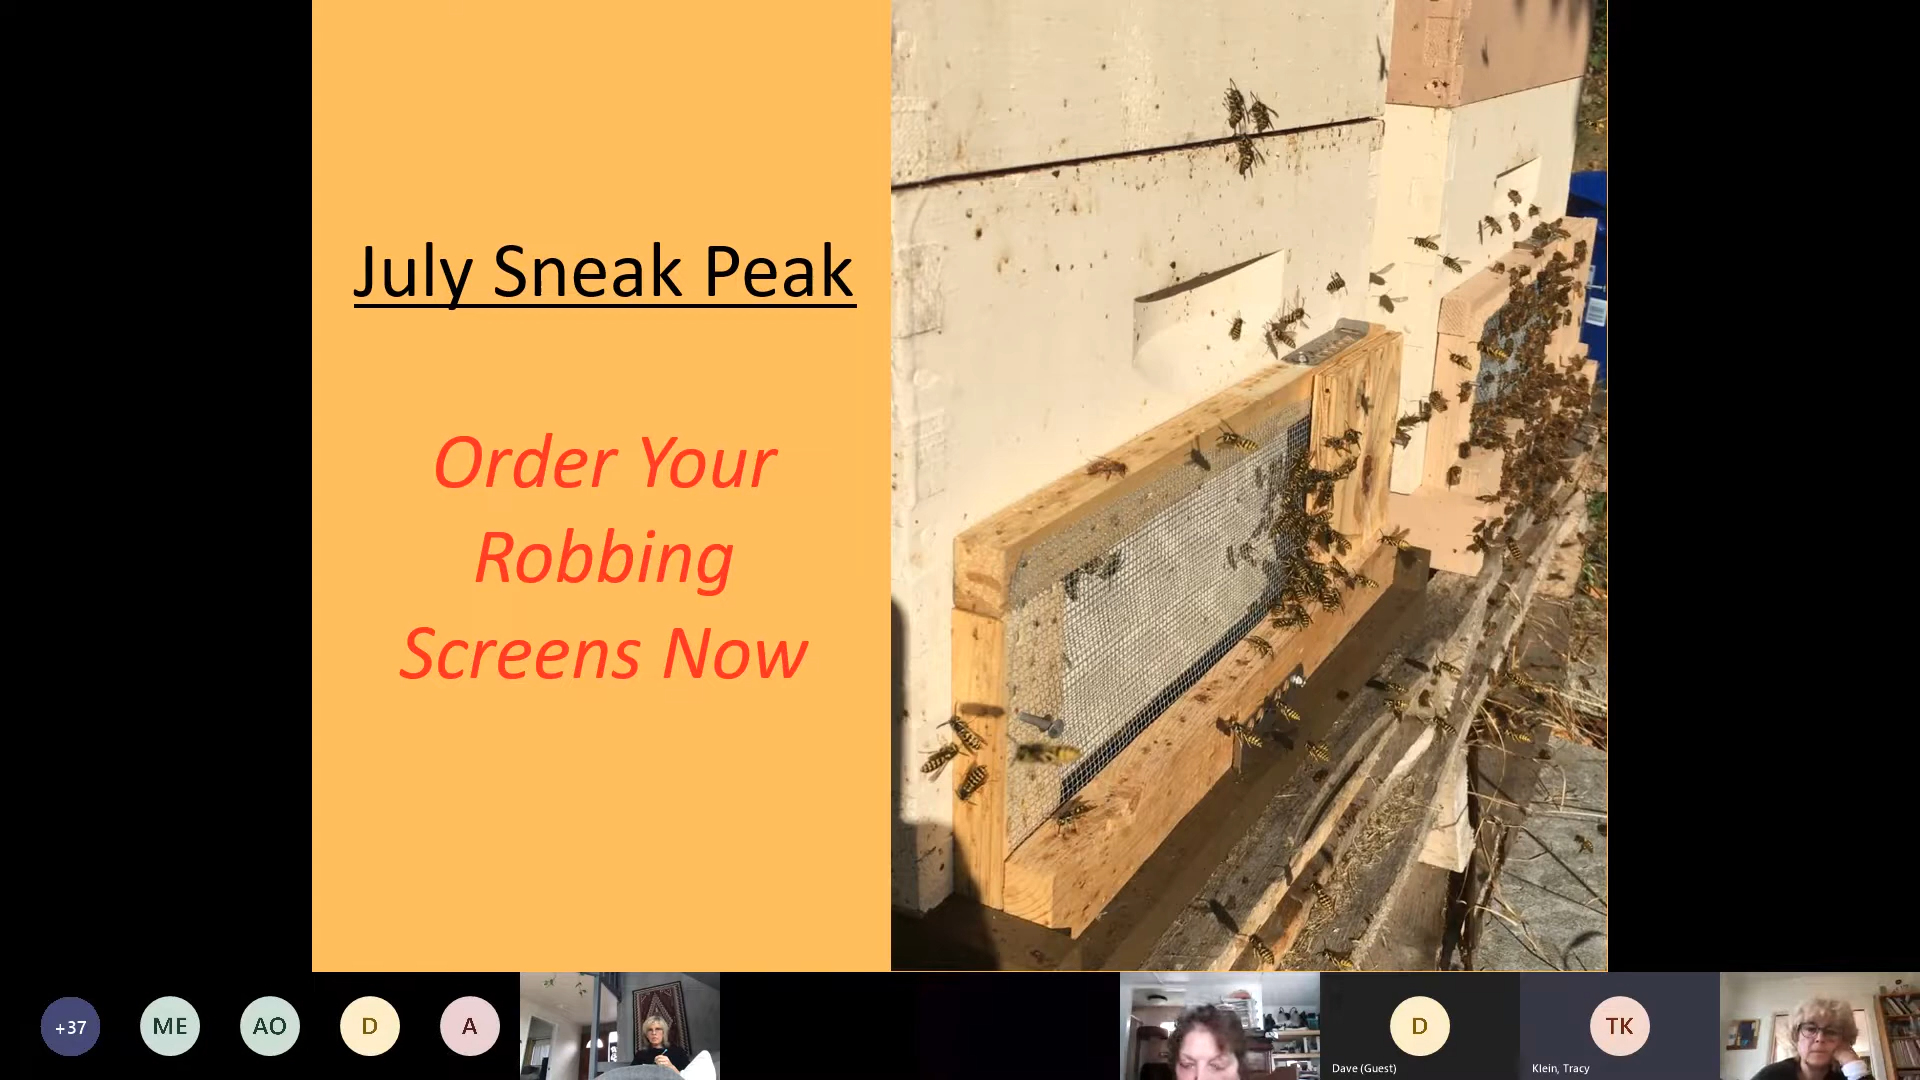 July Sneak Peak
Order Your
Robbing
Screens Now
+37
ME
AO
D
A
D
TK
Dave (Guest)
Klein, Tracy